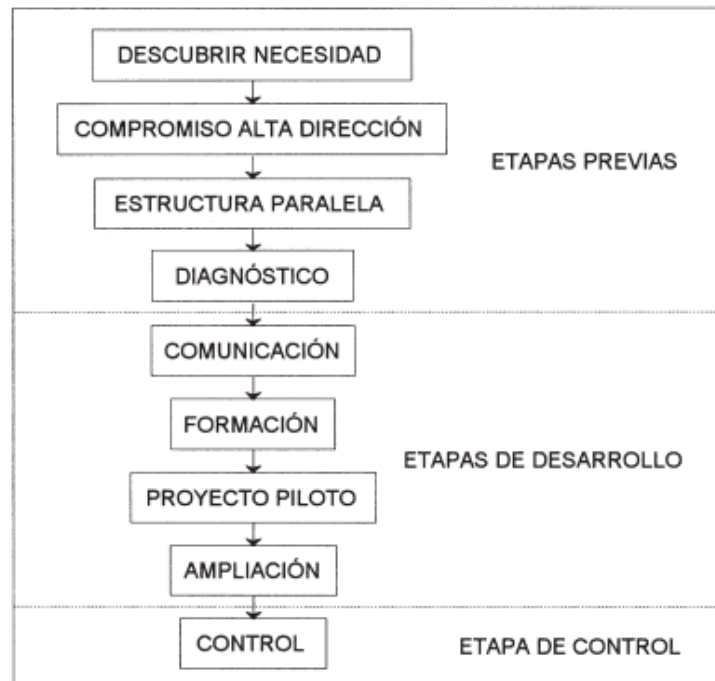 DESCUBRIR NECESIDAD
COMPROMISO ALTA DIRECCIÓN
ETAPAS PREVIAS
ESTRUCTURA PARALELA
DIAGNÓSTICO
COMUNICACIÓN
FORMACIÓN
ETAPAS DE DESARROLLO
PROYECTO PILOTO
AMPLIACIÓN
CONTROL
ETAPA DE CONTROL